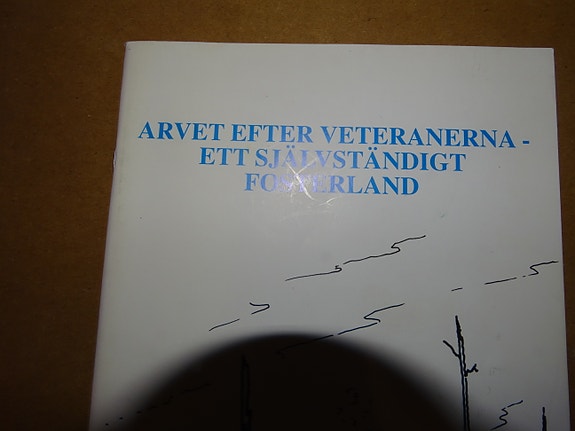 ARVET EFTER VETERANERNA -
ETT SJÄLVSTÄNDIGT
FOSTERLAND